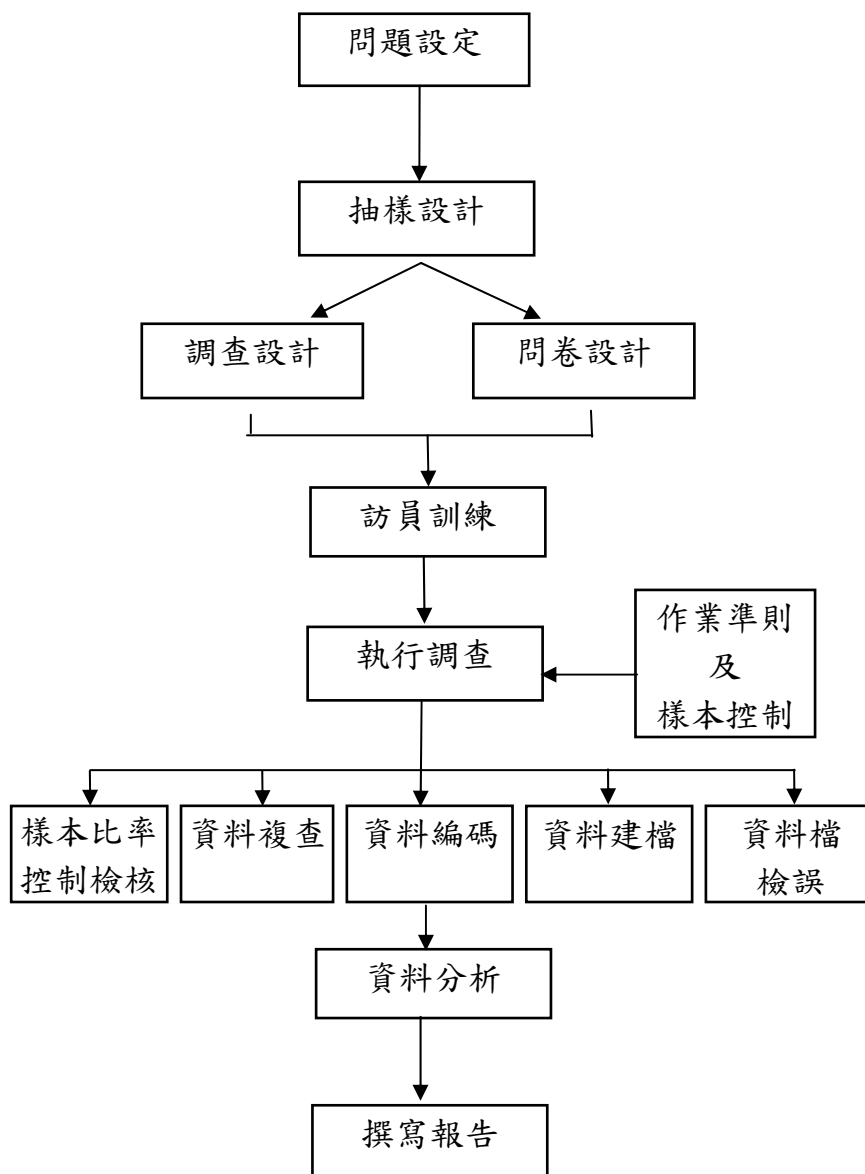 問題設定
抽樣設計
調查設計
問卷設計
訪員訓練
執行調查
作業準則
及
樣本控制
樣本比率
控制檢核
資料複查
資料編碼
資料建檔
資料檔
檢誤
資料分析
撰寫報告